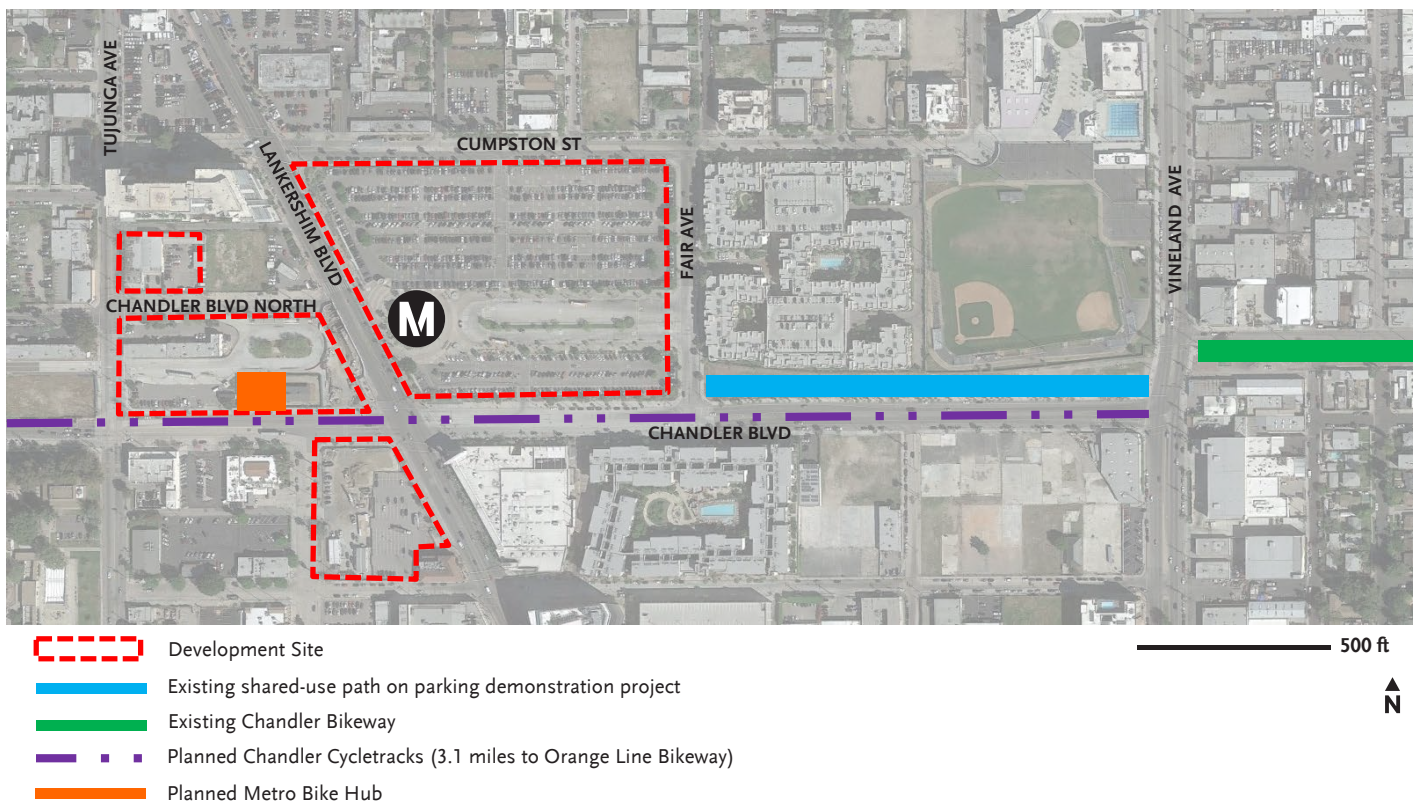 TUJUNGA AVE
LANKERSHIM BLVD
CUMPSTON ST
FAIR AVE
VINELAND AVE
CHANDLER BLVD NORTH
M
CHANDLER BLVD
Development Site
500 ft
Existing shared-use path on parking demonstration project
N
Existing Chandler Bikeway
Planned Chandler Cycletracks (3.1 miles to Orange Line Bikeway)
Planned Metro Bike Hub